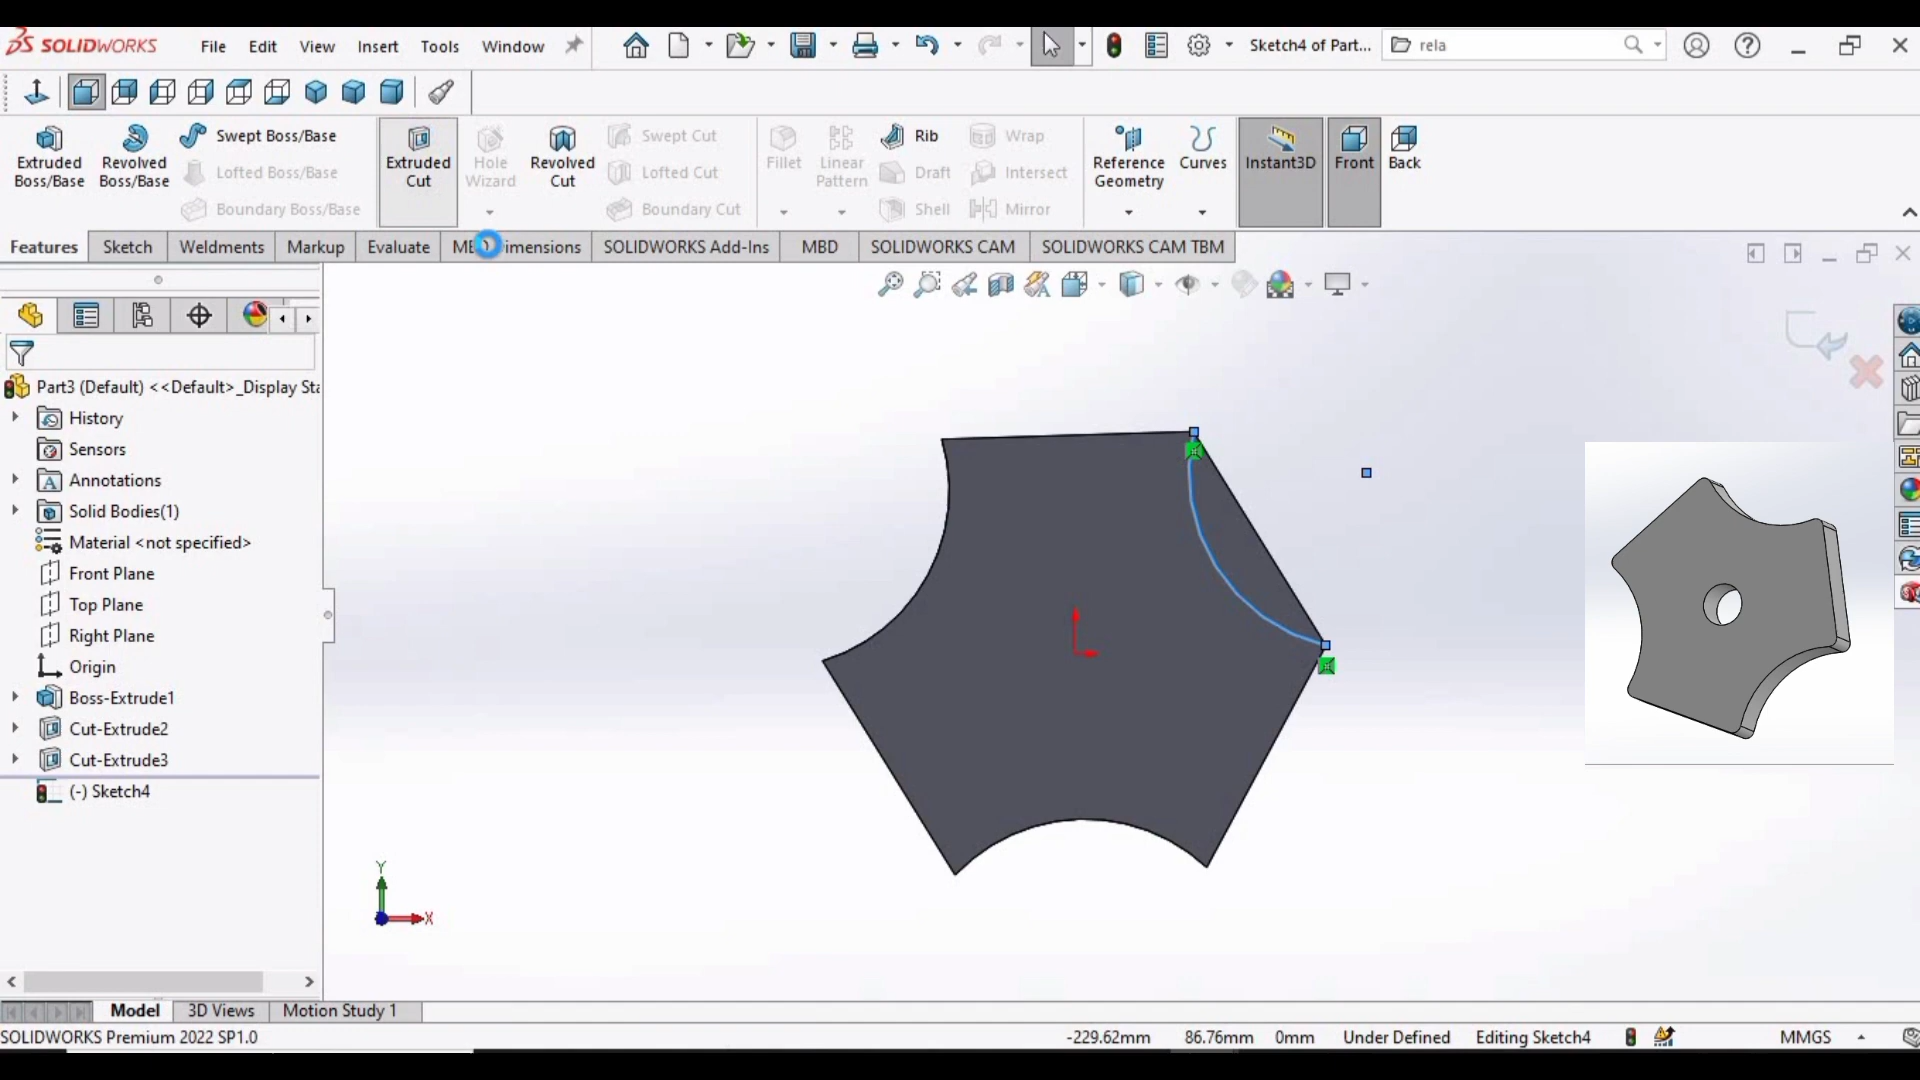 SOLIDWORKS File Edit View Insert Tools Window Sketch4 of Part... rela
Extruded Boss/Base
Revolved Boss/Base
Swept Boss/Base
Lofted Boss/Base
Boundary Boss/Base
Extruded Cut
Hole Wizard
Revolved Cut
Swept Cut
Lofted Cut
Boundary Cut
Fillet
Linear Pattern
Rib
Draft
Shell
Wrap
Intersect
Mirror
Reference Geometry
Curves
Instant3D
Front
Back
Features Sketch Weldments Markup Evaluate imensions SOLIDWORKS Add-Ins MBD SOLIDWORKS CAM SOLIDWORKS CAM TBM
Part3 (Default) <<Default>_Display Sta
History
Sensors
A Annotations
Solid Bodies(1)
Material <not specified>
Front Plane
Top Plane
Right Plane
Origin
Boss-Extrude1
Cut-Extrude2
Cut-Extrude3
(-) Sketch4
Y
X
Model 3D Views Motion Study 1
SOLIDWORKS Premium 2022 SP1.0 -229.62mm 86.76mm 0mm Under Defined Editing Sketch4 MMGS